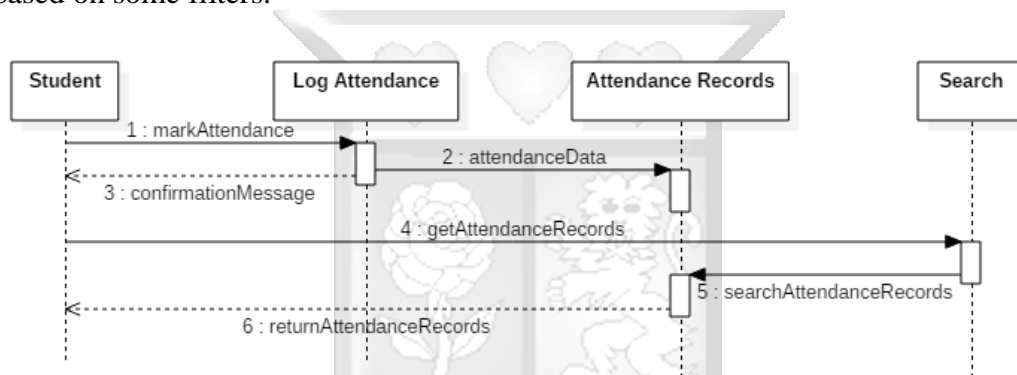 based on some filters.
Student Log Attendance Attendance Records Search
1 : markAttendance
2 : attendanceData
3 : confirmationMessage
4 : getAttendanceRecords
5 : searchAttendanceRecords
6 : returnAttendanceRecords